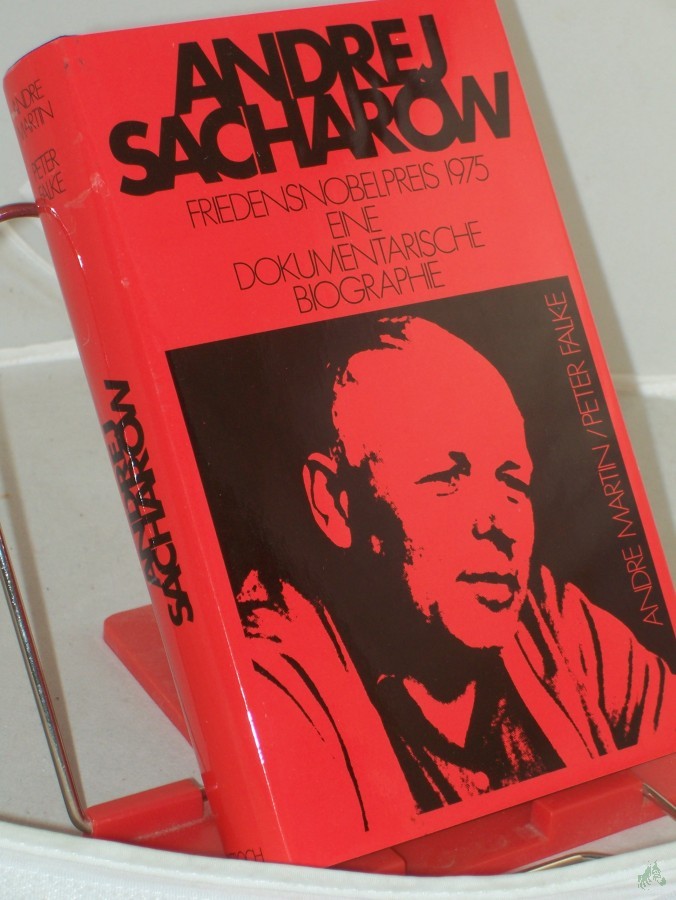 ANDREJ
SACHAROW
FRIEDENSNOBELPREIS 1975
EINE
DOKUMENTARISCHE
BIOGRAPHIE
ANDRE MARTIN/PETER FALKE
ANDRE
MARTIN
PETER
FALKE
ANDREJ
SACHAROW